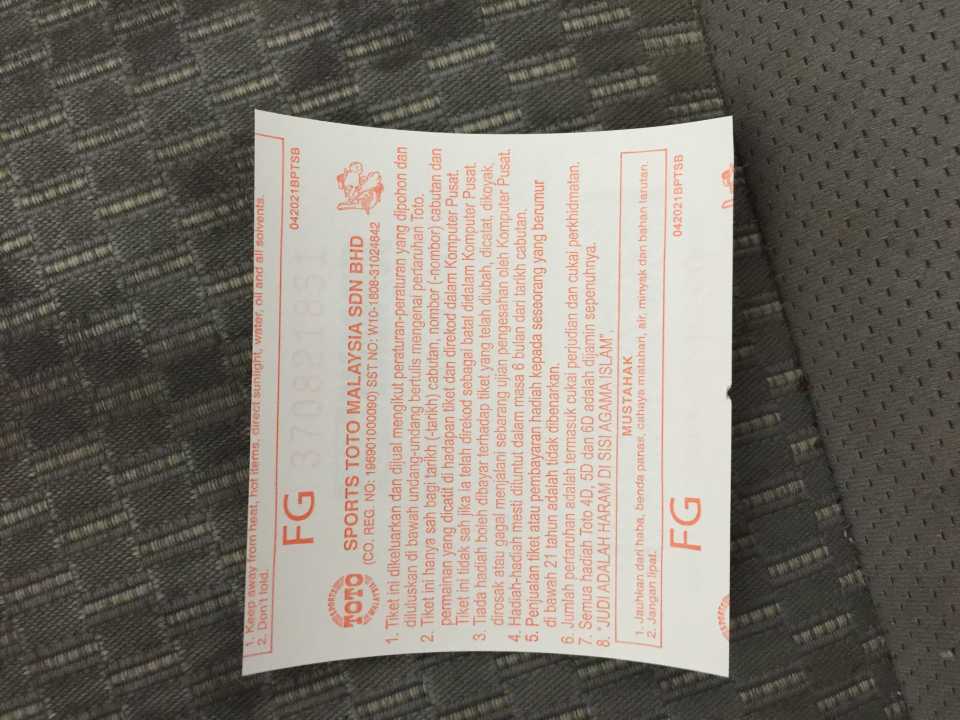 1. Keep away from heat, hot items, direct sunlight, water, oil and all solvents.
2. Don't fold.
FG
042021BPTSB
370821851
SPORTS TOTO MALAYSIA SDN BHD
(CO. REG. NO: 196901000090) SST NO: W10-1808-31024842
SPORTS
TOTO
MALAYSIA
1. Tiket ini dikeluarkan dan dijual mengikut peraturan-peraturan yang dipohon dan
diluluskan di bawah undang-undang bertulis mengenai pertaruhan Toto.
2. Tiket ini hanya sah bagi tarikh (-tarikh) cabutan, nombor (-nombor) cabutan dan
permainan yang dicatit di hadapan tiket dan direkod dalam Komputer Pusat.
Tiket ini tidak sah jika ia telah direkod sebagai batal didalam Komputer Pusat.
3. Tiada hadiah boleh dibayar terhadap tiket yang telah diubah, dicatat, dikoyak,
dirosak atau gagal menjalani sebarang ujian pengesahan oleh Komputer Pusat.
4. Hadiah-hadiah mesti dituntut dalam masa 6 bulan dari tarikh cabutan.
5. Penjualan tiket atau pembayaran hadiah kepada seseorang yang berumur
di bawah 21 tahun adalah tidak dibenarkan.
6. Jumlah pertaruhan adalah termasuk cukai perjudian dan cukai perkhidmatan.
7. Semua hadiah Toto 4D, 5D dan 6D adalah dijamin sepenuhnya.
8. "JUDI ADALAH HARAM DI SISI AGAMA ISLAM".
MUSTAHAK
1. Jauhkan dari haba, benda panas, cahaya matahari, air, minyak dan bahan larutan.
2. Jangan lipat.
FG
042021BPTSB